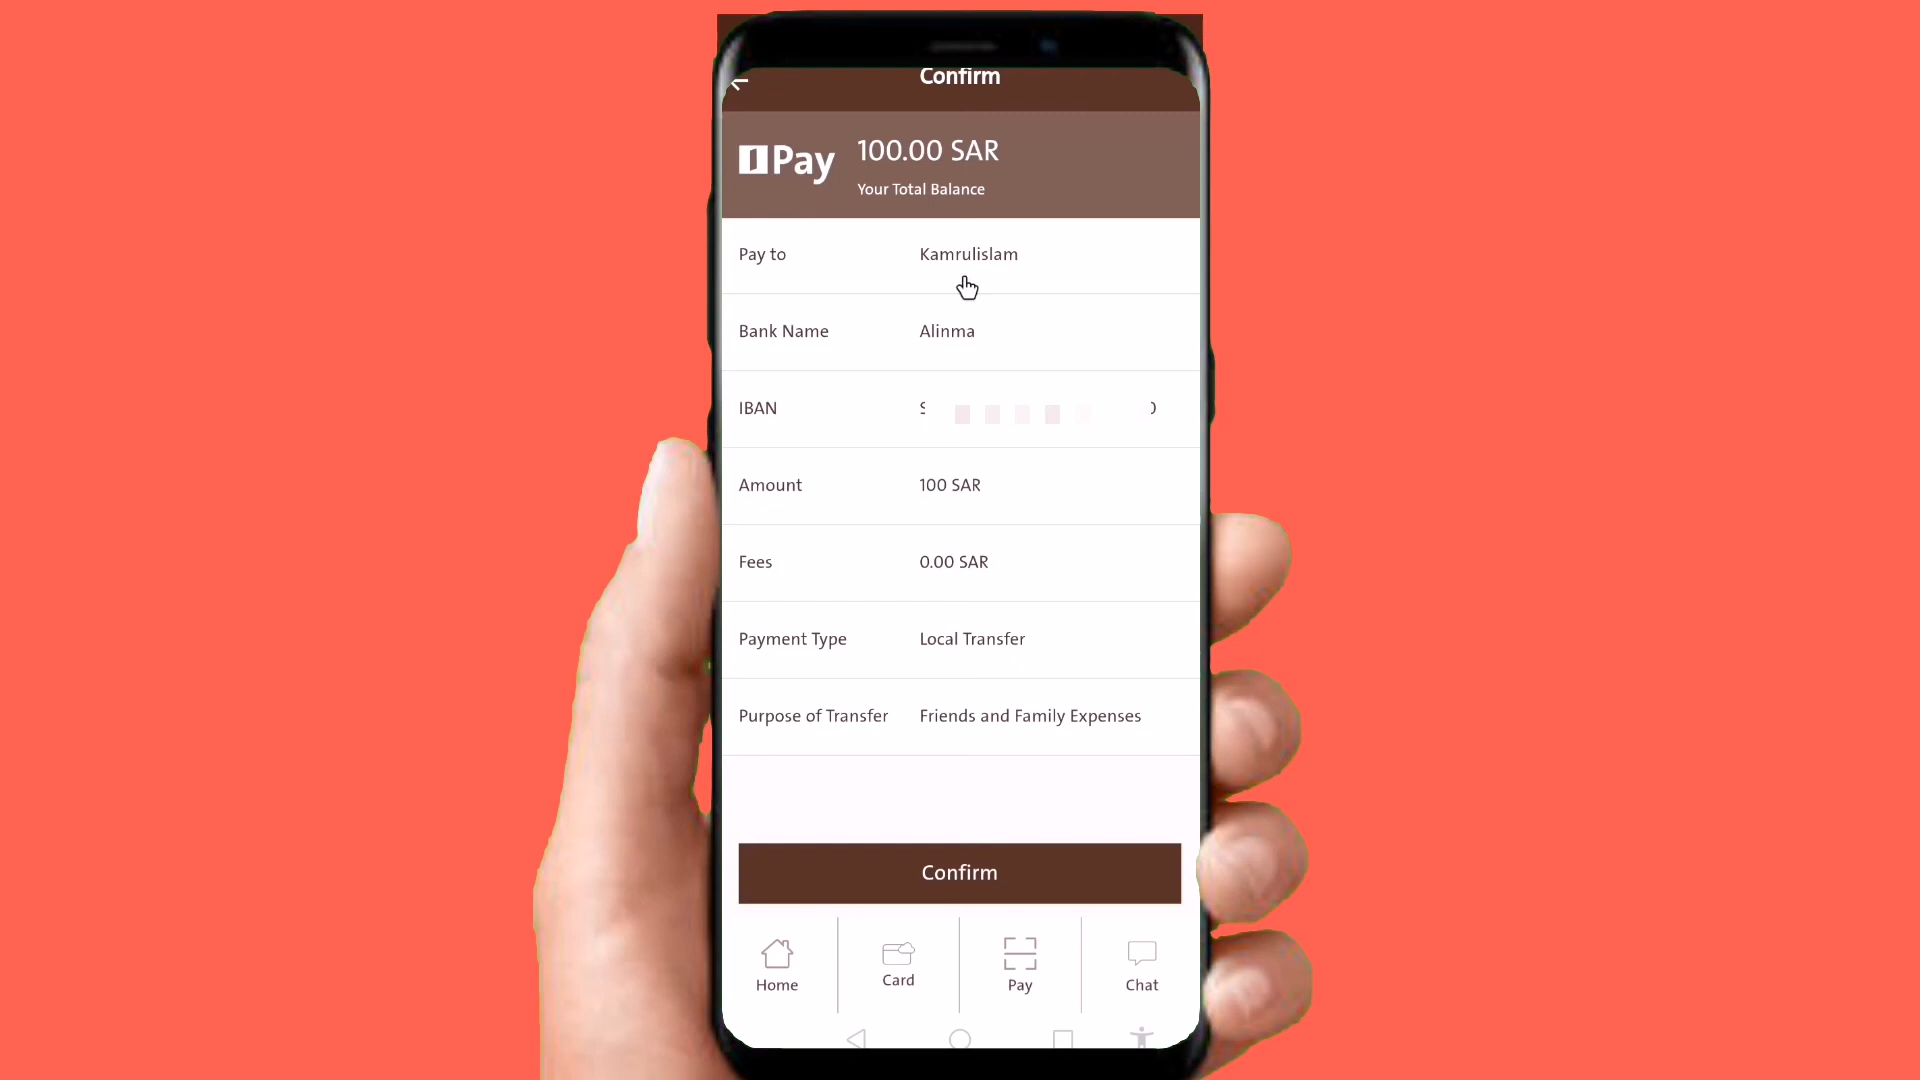 Confirm
Pay
100.00 SAR
Your Total Balance
Pay to Kamrulislam
Bank Name Alinma
IBAN
Amount 100 SAR
Fees 0.00 SAR
Payment Type Local Transfer
Purpose of Transfer Friends and Family Expenses
Confirm
Home
Card
Pay
Chat